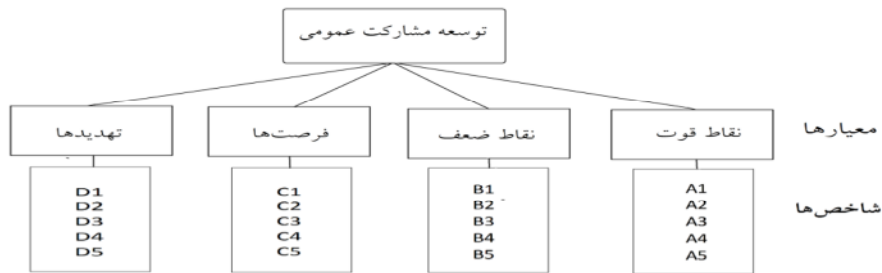 توسعه مشارکت عمومی
معیارها
نقاط قوت
نقاط ضعف
فرصت‌ها
تهدیدها
شاخص‌ها
A1
A2
A3
A4
A5
B1
B2
B3
B4
B5
C1
C2
C3
C4
C5
D1
D2
D3
D4
D5